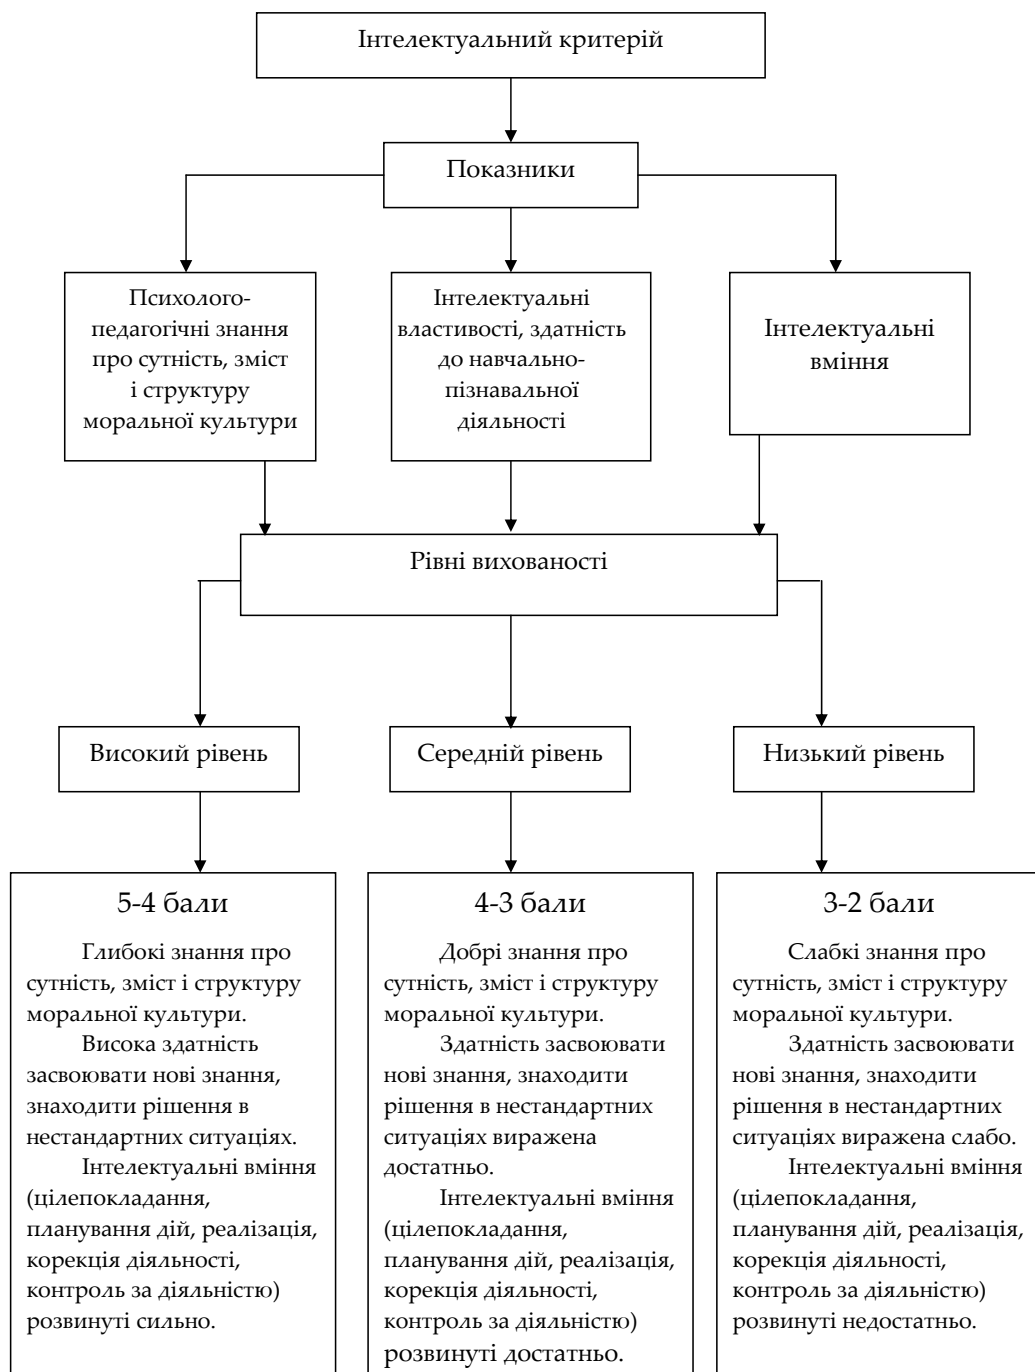 Інтелектуальний критерій
Показники
Психолого-
педагогічні знання
про сутність, зміст
і структуру
моральної культури
Інтелектуальні
властивості, здатність
до навчально-
пізнавальної
діяльності
Інтелектуальні
вміння
Рівні вихованості
Високий рівень
Середній рівень
Низький рівень
5-4 бали
Глибокі знання про
сутність, зміст і структуру
моральної культури.
Висока здатність
засвоювати нові знання,
знаходити рішення в
нестандартних ситуаціях.
Інтелектуальні вміння
(цілепокладання,
планування дій, реалізація,
корекція діяльності,
контроль за діяльністю)
розвинуті сильно.
4-3 бали
Добрі знання про
сутність, зміст і структуру
моральної культури.
Здатність засвоювати
нові знання, знаходити
рішення в нестандартних
ситуаціях виражена
достатньо.
Інтелектуальні вміння
(цілепокладання,
планування дій, реалізація,
корекція діяльності,
контроль за діяльністю)
розвинуті достатньо.
3-2 бали
Слабкі знання про
сутність, зміст і структуру
моральної культури.
Здатність засвоювати
нові знання, знаходити
рішення в нестандартних
ситуаціях виражена слабо.
Інтелектуальні вміння
(цілепокладання,
планування дій, реалізація,
корекція діяльності,
контроль за діяльністю)
розвинуті недостатньо.